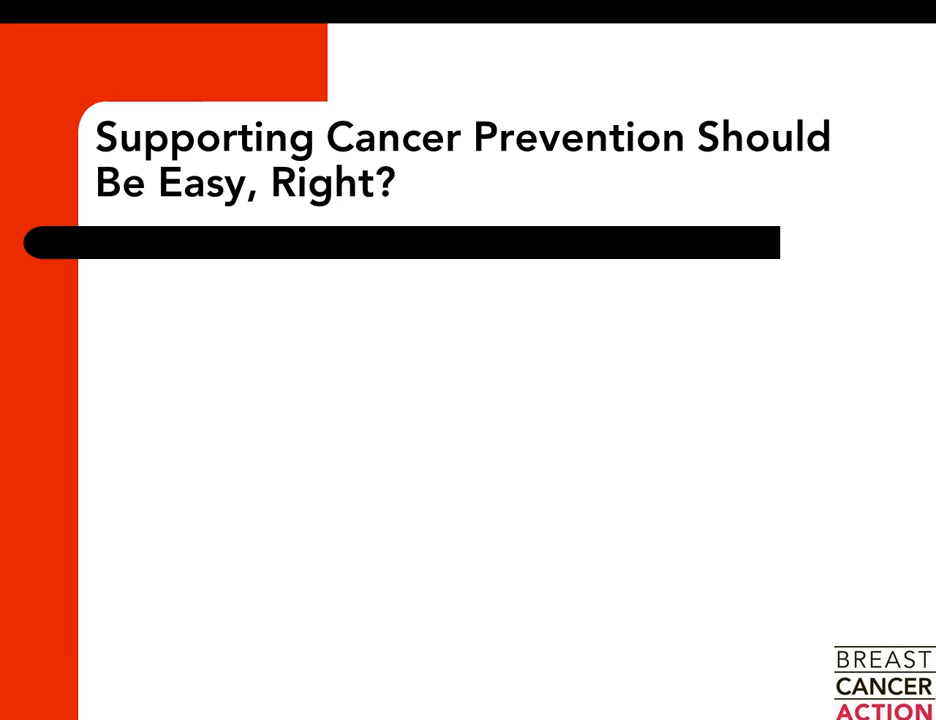 Supporting Cancer Prevention Should
Be Easy, Right?
BREAST
CANCER
ACTION